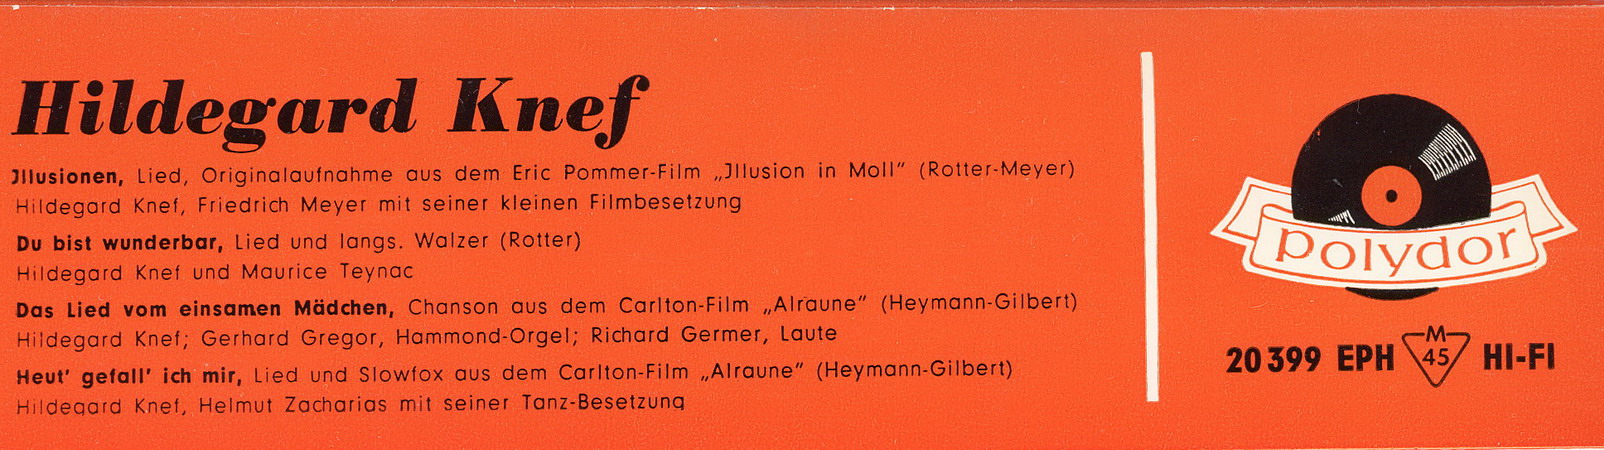 Hildegard Knef
Jllusionen, Lied, Originalaufnahme aus dem Eric Pommer-Film „Jllusion in Moll“ (Rotter-Meyer)
Hildegard Knef, Friedrich Meyer mit seiner kleinen Filmbesetzung
Du bist wunderbar, Lied und langs. Walzer (Rotter)
Hildegard Knef und Maurice Teynac
Das Lied vom einsamen Mädchen, Chanson aus dem Carlton-Film „Alraune“ (Heymann-Gilbert)
Hildegard Knef; Gerhard Gregor, Hammond-Orgel; Richard Germer, Laute
Heut' gefall' ich mir, Lied und Slowfox aus dem Carlton-Film „Alraune“ (Heymann-Gilbert)
Hildegard Knef, Helmut Zacharias mit seiner Tanz-Besetzung
polydor
20 399 EPH M 45 HI-FI